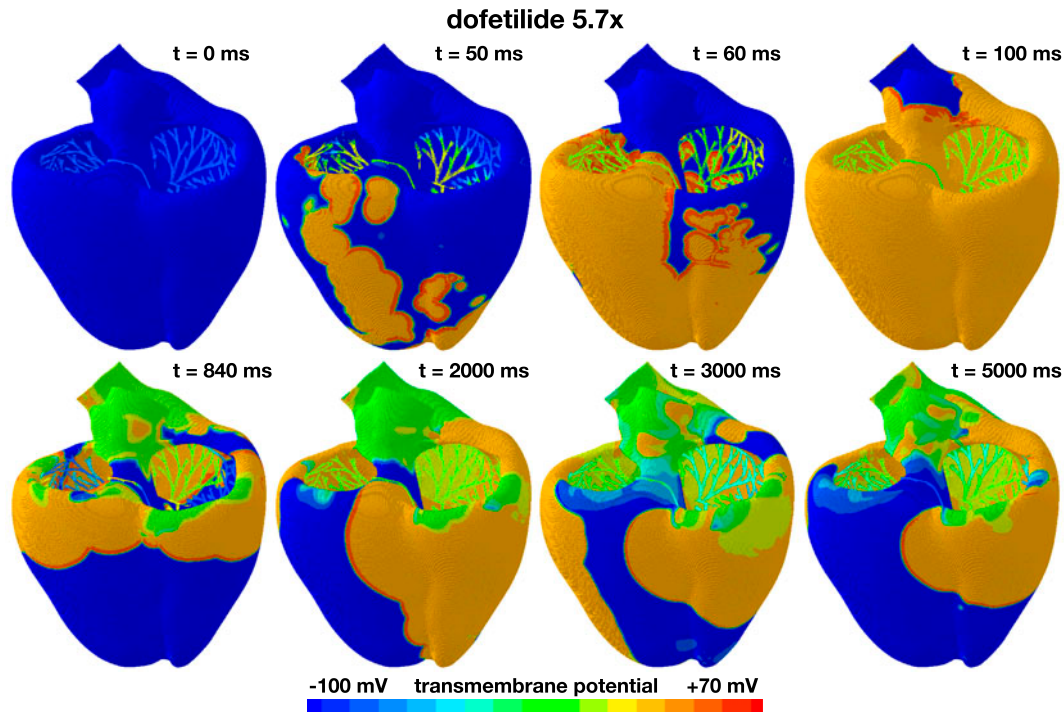 dofetilide 5.7x
t = 0 ms
t = 50 ms
t = 60 ms
t = 100 ms
t = 840 ms
t = 2000 ms
t = 3000 ms
t = 5000 ms
-100 mV transmembrane potential +70 mV